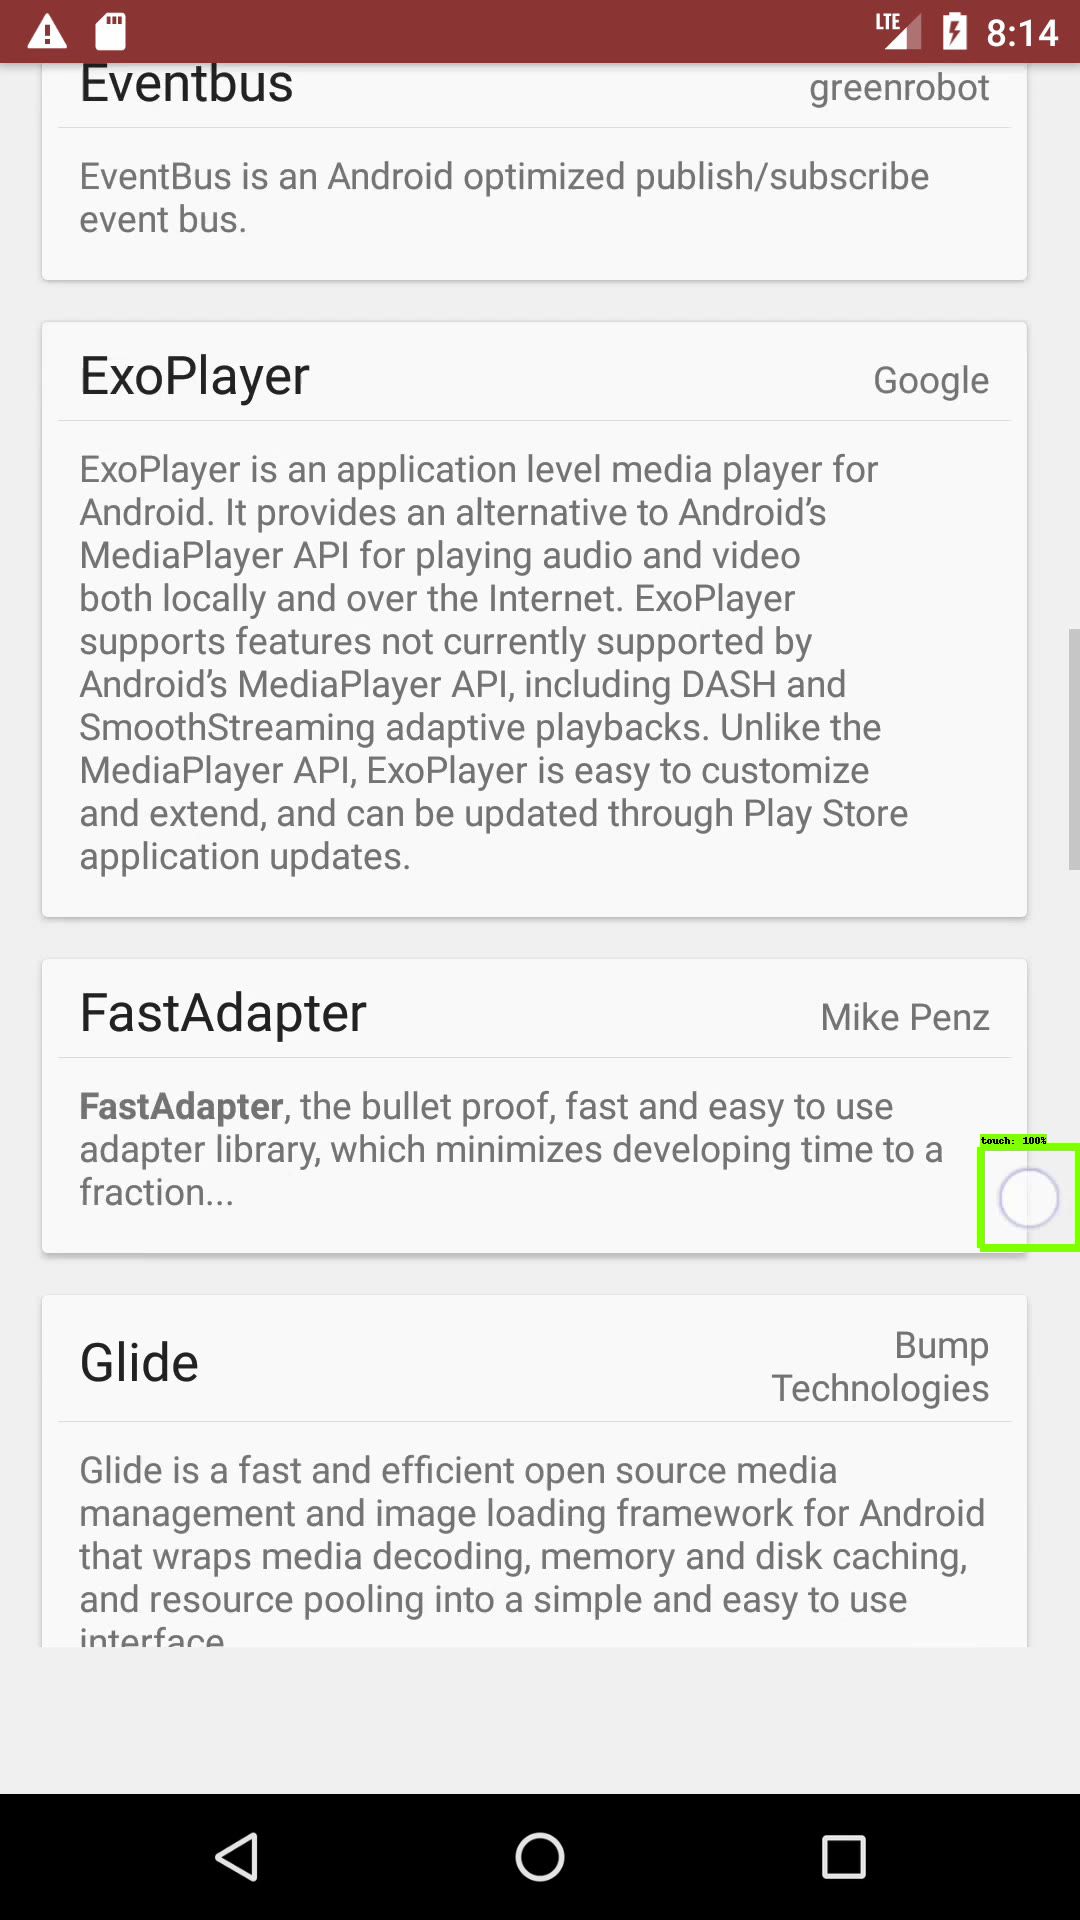 LTE 8:14
Eventbus greenrobot
EventBus is an Android optimized publish/subscribe
event bus.
ExoPlayer Google
ExoPlayer is an application level media player for
Android. It provides an alternative to Android’s
MediaPlayer API for playing audio and video
both locally and over the Internet. ExoPlayer
supports features not currently supported by
Android’s MediaPlayer API, including DASH and
SmoothStreaming adaptive playbacks. Unlike the
MediaPlayer API, ExoPlayer is easy to customize
and extend, and can be updated through Play Store
application updates.
FastAdapter Mike Penz
FastAdapter, the bullet proof, fast and easy to use
adapter library, which minimizes developing time to a
fraction...
touch: 100%
Glide Bump
Technologies
Glide is a fast and efficient open source media
management and image loading framework for Android
that wraps media decoding, memory and disk caching,
and resource pooling into a simple and easy to use
interface